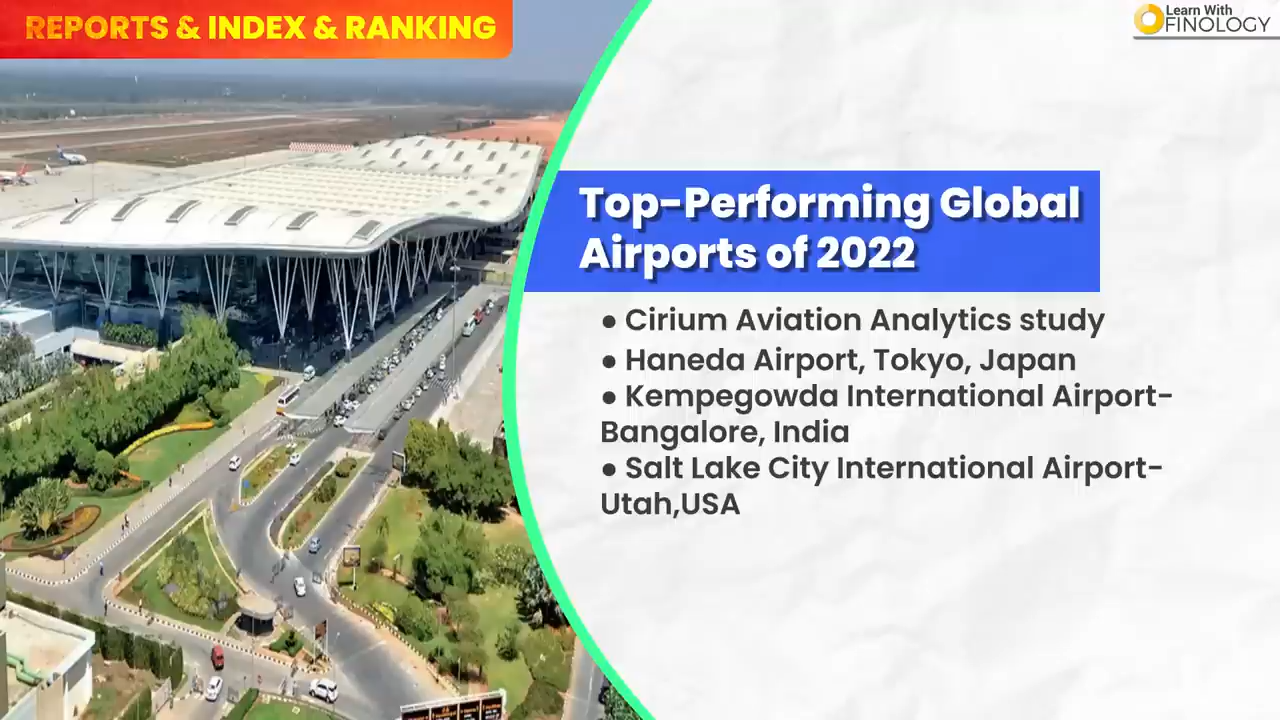 REPORTS & INDEX & RANKING
Learn With
FINOLOGY
Top-Performing Global
Airports of 2022
● Cirium Aviation Analytics study
● Haneda Airport, Tokyo, Japan
● Kempegowda International Airport-
Bangalore, India
● Salt Lake City International Airport-
Utah,USA